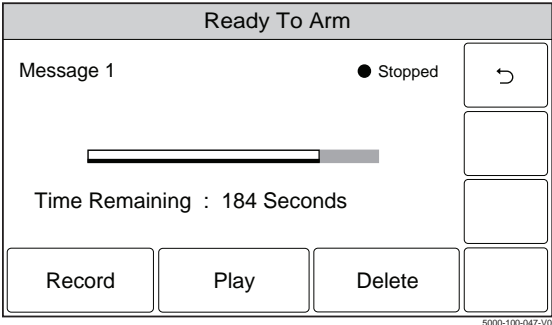 Ready To Arm
Message 1
Stopped
Time Remaining : 184 Seconds
Record
Play
Delete
5000-100-047-V0